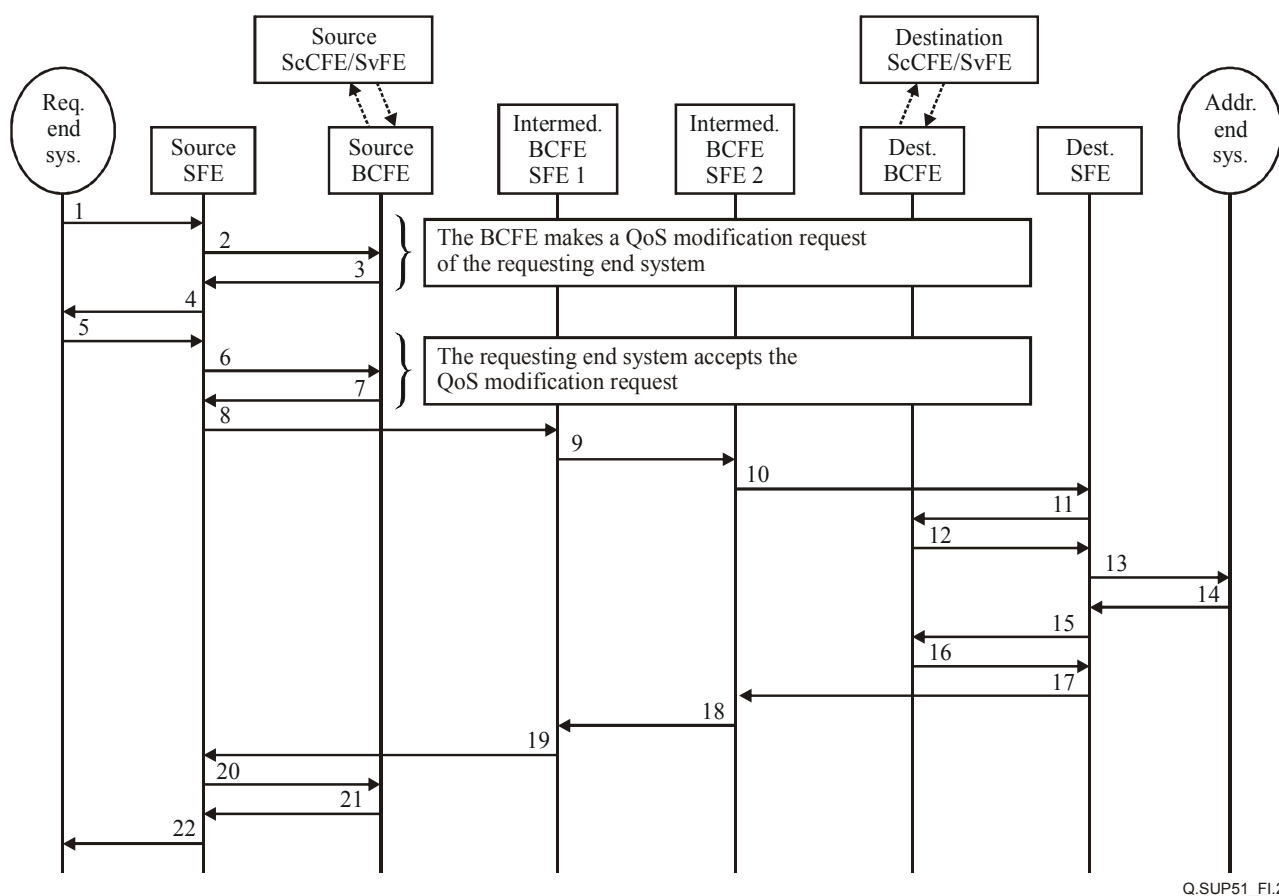 Source
ScCFE/SvFE
Destination
ScCFE/SvFE
Req.
end
sys.
Source
SFE
Source
BCFE
Intermed.
BCFE
SFE 1
Intermed.
BCFE
SFE 2
Dest.
BCFE
Dest.
SFE
Addr.
end
sys.
1
2
The BCFE makes a QoS modification request
of the requesting end system
3
4
5
The requesting end system accepts the
QoS modification request
6
7
8
9
10
11
12
13
14
15
16
17
18
19
20
21
22